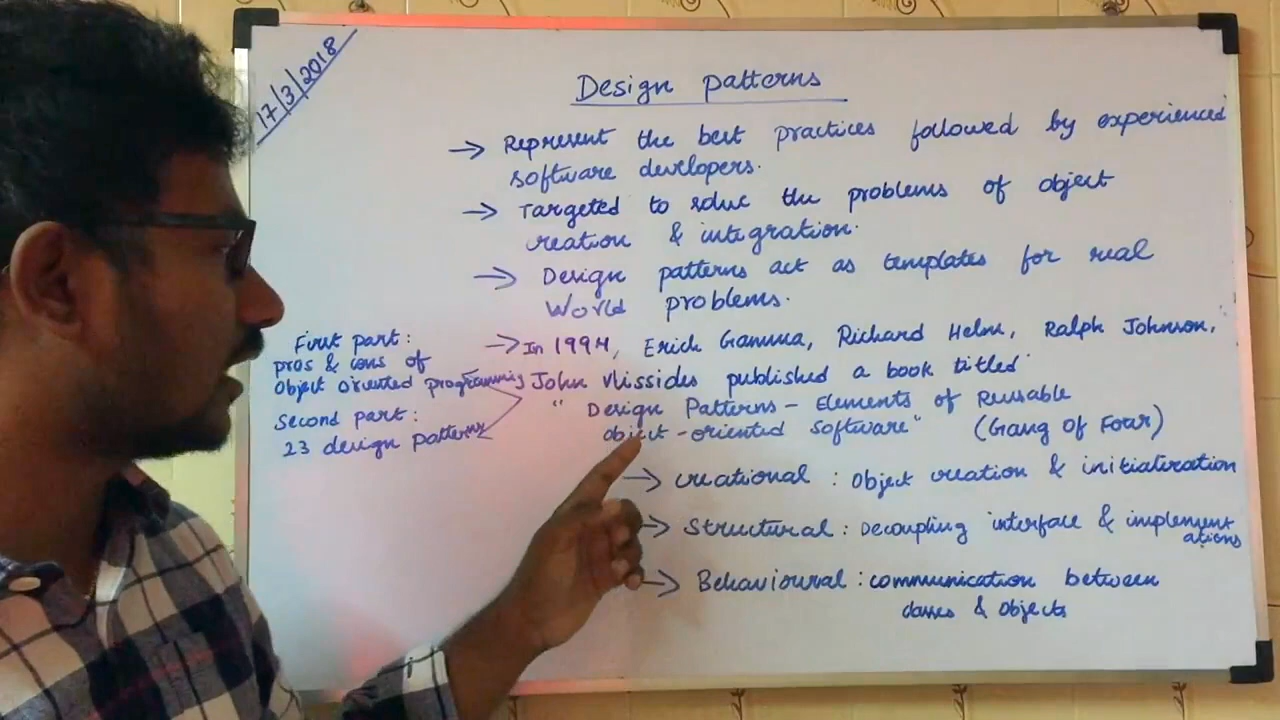 17/3/2018
Design patterns
→ Represent the best practices followed by experienced
software developers.
→ Targeted to solve the problems of object
creation & integration.
→ Design patterns act as templates for real
World problems.
→ In 1994, Erich Gamma, Richard Helm, Ralph Johnson,
John vlissides published a book titled
" Design Patterns - Elements of Reusable
object-oriented software" (Gang of Four)
First part:
pros & cons of
object oriented programming
Second part:
23 design patterns
→ creational : object creation & initialization
→ Structural : Decoupling interface & implement
ations
→ Behavioural : communication between
classes & objects